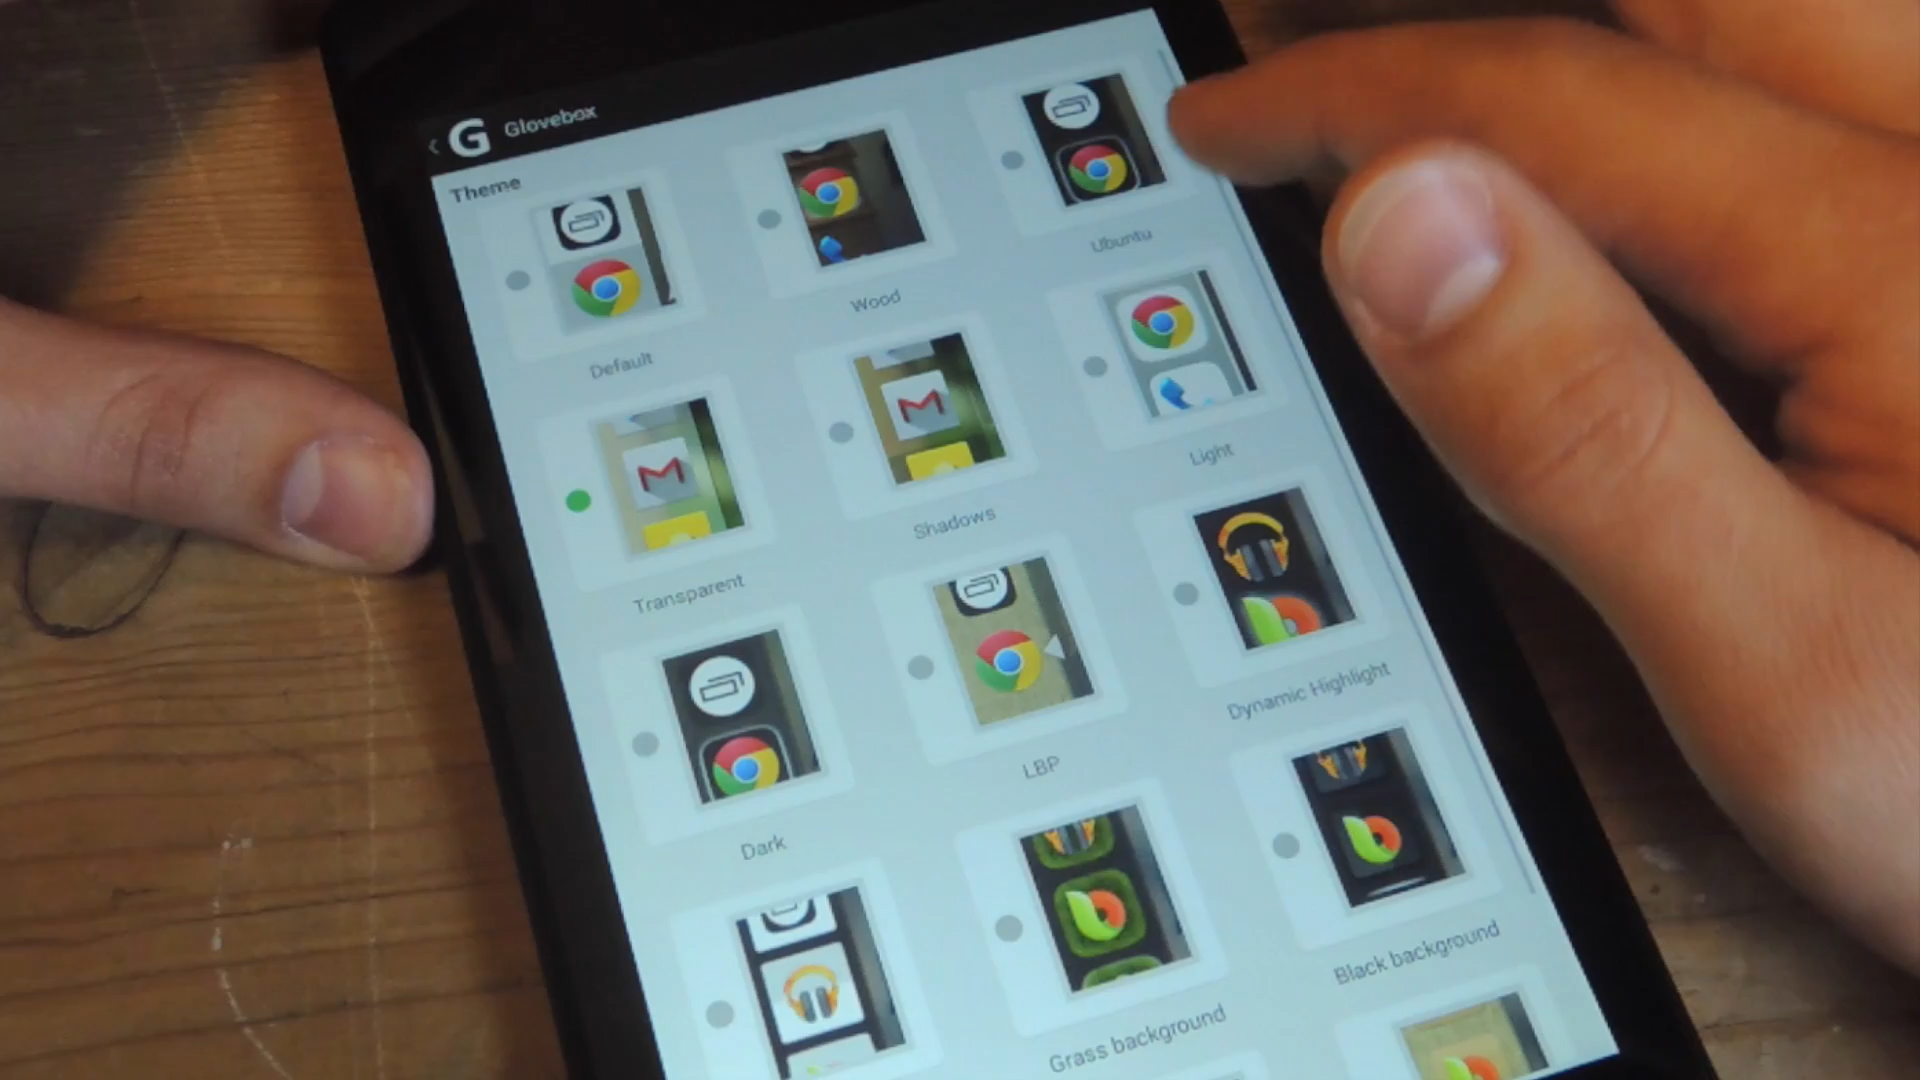 G Glovebox
Theme
Default
Wood
Ubuntu
Transparent
Shadows
Light
Dark
LBP
Dynamic Highlight
Grass background
Black background